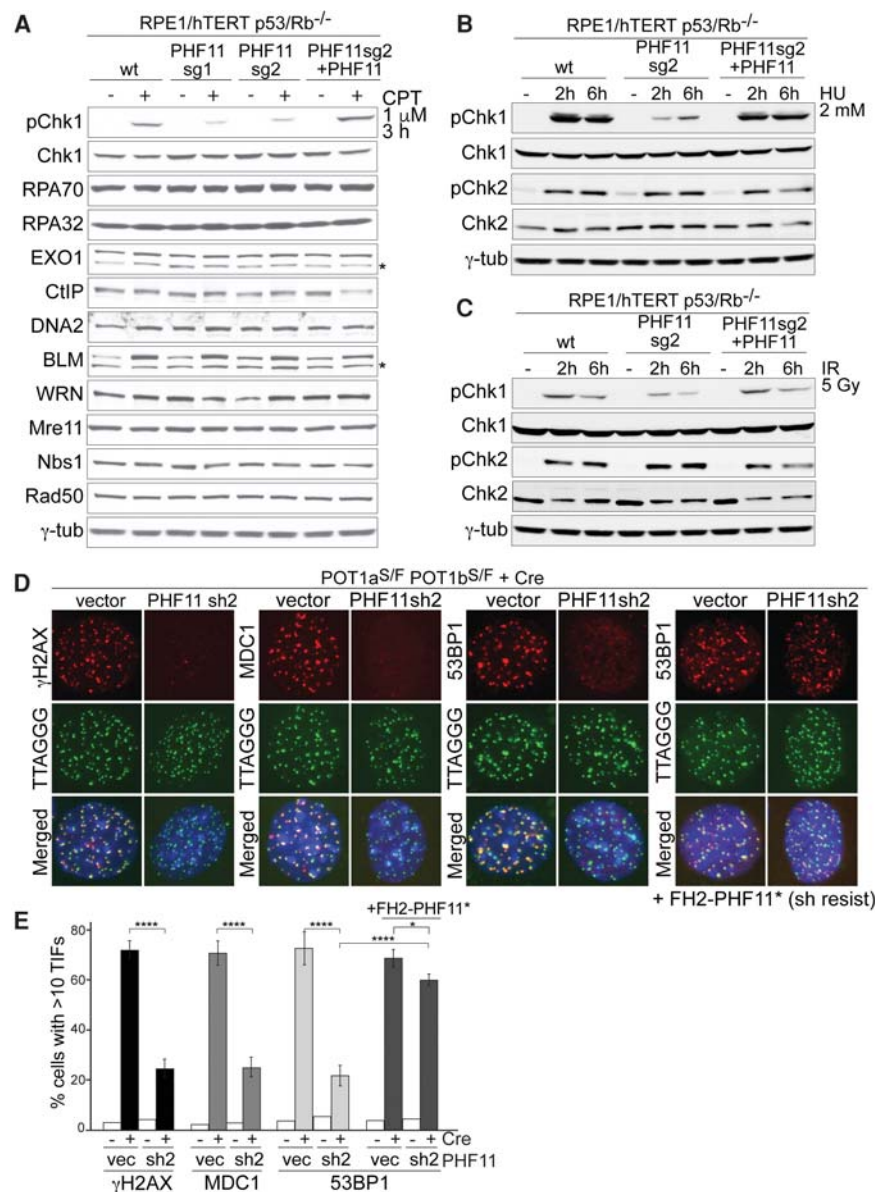 A
RPE1/hTERT p53/Rb-/-
wt
PHF11 sg1
PHF11 sg2
PHF11sg2 +PHF11
- + - + - + - + CPT
1 μM
3 h
pChk1
Chk1
RPA70
RPA32
EXO1
*
CtIP
DNA2
BLM
*
WRN
Mre11
Nbs1
Rad50
γ-tub
B
RPE1/hTERT p53/Rb-/-
wt
PHF11 sg2
PHF11sg2 +PHF11
- 2h 6h - 2h 6h - 2h 6h HU
2 mM
pChk1
Chk1
pChk2
Chk2
γ-tub
C
RPE1/hTERT p53/Rb-/-
wt
PHF11 sg2
PHF11sg2 +PHF11
- 2h 6h - 2h 6h - 2h 6h IR
5 Gy
pChk1
Chk1
pChk2
Chk2
γ-tub
D
POT1aS/F POT1bS/F + Cre
vector PHF11 sh2 vector PHF11sh2 vector PHF11sh2 vector PHF11sh2
γH2AX MDC1 53BP1 53BP1
TTAGGG TTAGGG TTAGGG TTAGGG
Merged Merged Merged Merged
+ FH2-PHF11* (sh resist)
E
+FH2-PHF11*
**** **** **** **** *
% cells with >10 TIFs
80
60
40
20
0
- + - + - + - + - + - + - + - + Cre
vec sh2 vec sh2 vec sh2 vec sh2 PHF11
γH2AX MDC1 53BP1